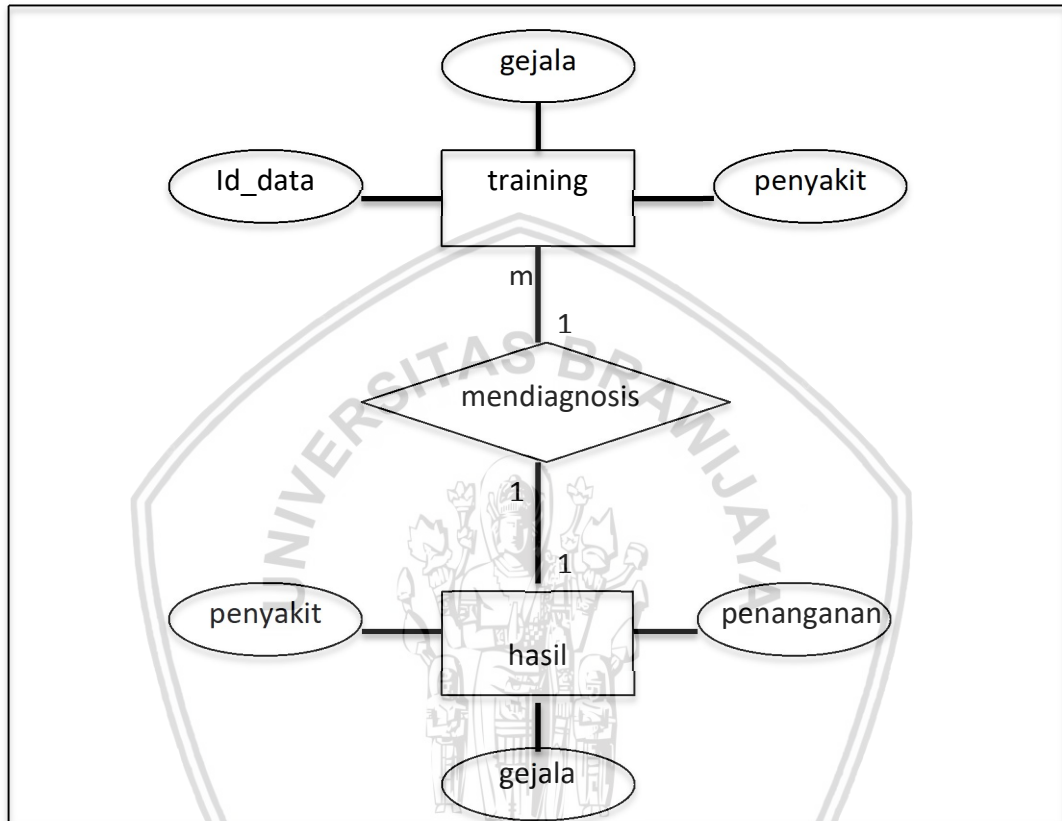 gejala
Id_data
training
penyakit
m
1
UNIVERSITAS BRAWIJAYA
mendiagnosis
1
1
penyakit
hasil
penanganan
gejala